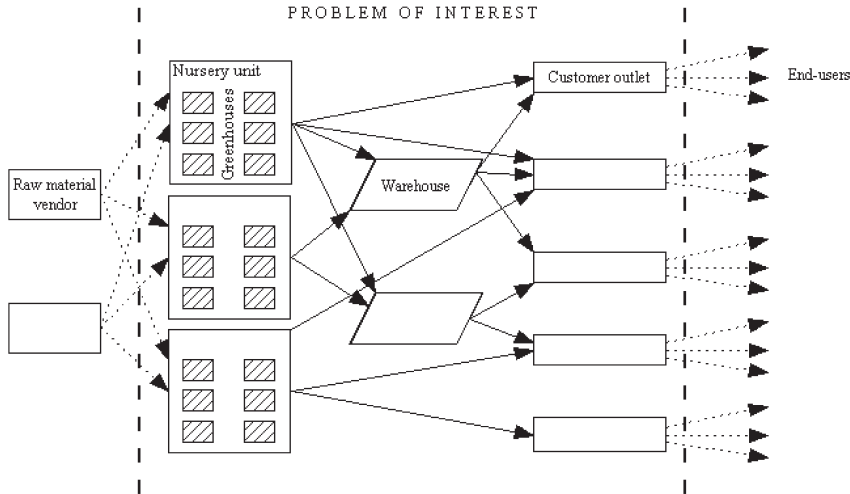 PROBLEM OF INTEREST
Nursery unit
Greenhouses
Customer outlet
End-users
Raw material
vendor
Warehouse